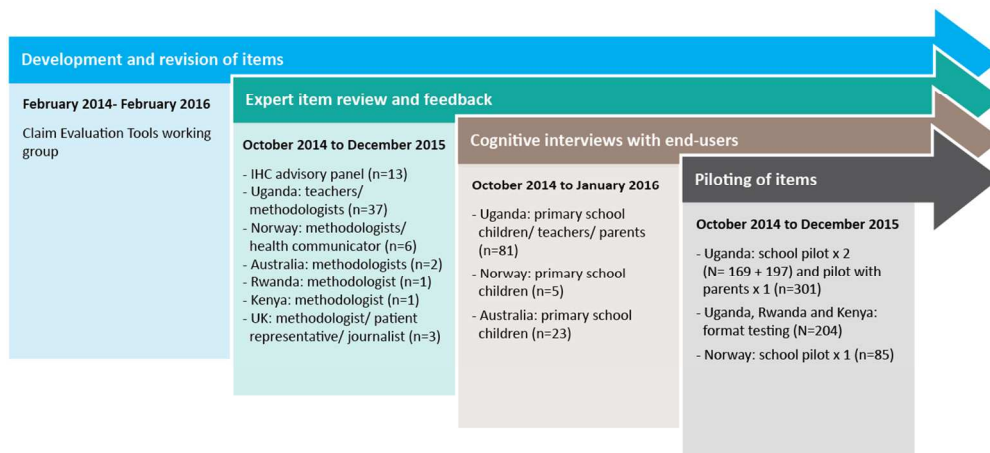 Development and revision of items
February 2014- February 2016
Claim Evaluation Tools working
group
Expert item review and feedback
October 2014 to December 2015
- IHC advisory panel (n=13)
- Uganda: teachers/
methodologists (n=37)
- Norway: methodologists/
health communicator (n=6)
- Australia: methodologists (n=2)
- Rwanda: methodologist (n=1)
- Kenya: methodologist (n=1)
- UK: methodologist/ patient
representative/ journalist (n=3)
Cognitive interviews with end-users
October 2014 to January 2016
- Uganda: primary school
children/ teachers/ parents
(n=81)
- Norway: primary school
children (n=5)
- Australia: primary school
children (n=23)
Piloting of items
October 2014 to December 2015
- Uganda: school pilot x 2
(N= 169 + 197) and pilot with
parents x 1 (n=301)
- Uganda, Rwanda and Kenya:
format testing (N=204)
- Norway: school pilot x 1 (n=85)